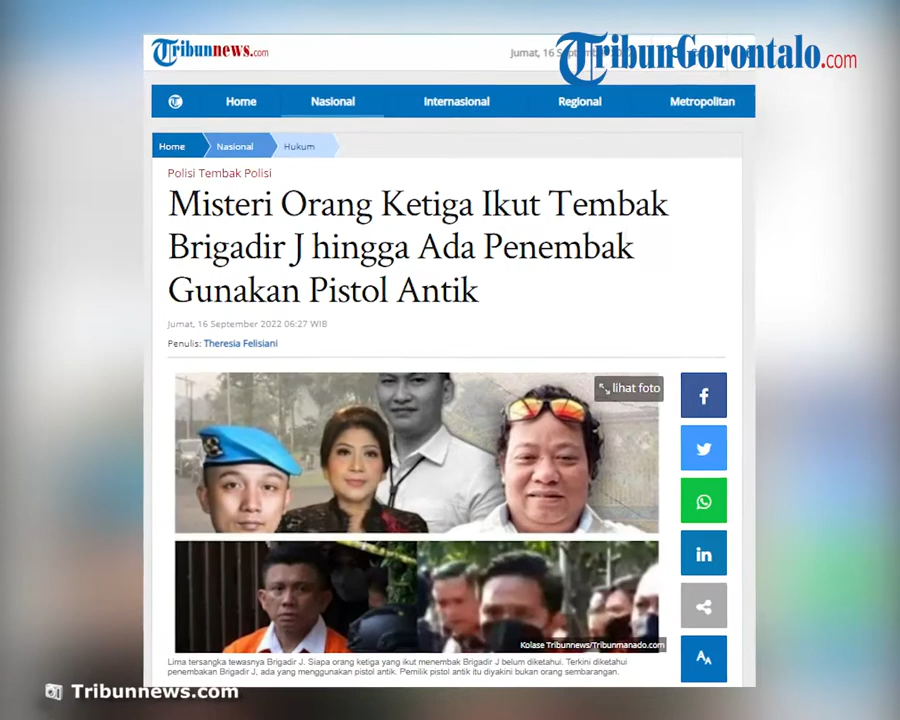 Tribunnews.com
Jumat, 16 Sept
TribunGorontalo.com
Home Nasional Internasional Regional Metropolitan
Home Nasional Hukum
Polisi Tembak Polisi
Misteri Orang Ketiga Ikut Tembak
Brigadir J hingga Ada Penembak
Gunakan Pistol Antik
Jumat, 16 September 2022 06:27 WIB
Penulis: Theresia Felisiani
lihat foto
Kolase Tribunnews/Tribunmanado.com
Lima tersangka tewasnya Brigadir J. Siapa orang ketiga yang ikut menembak Brigadir J belum diketahui. Terkini diketahui
penembakan Brigadir J, ada yang menggunakan pistol antik. Pemilik pistol antik itu diyakini bukan orang sembarangan.
Tribunnews.com